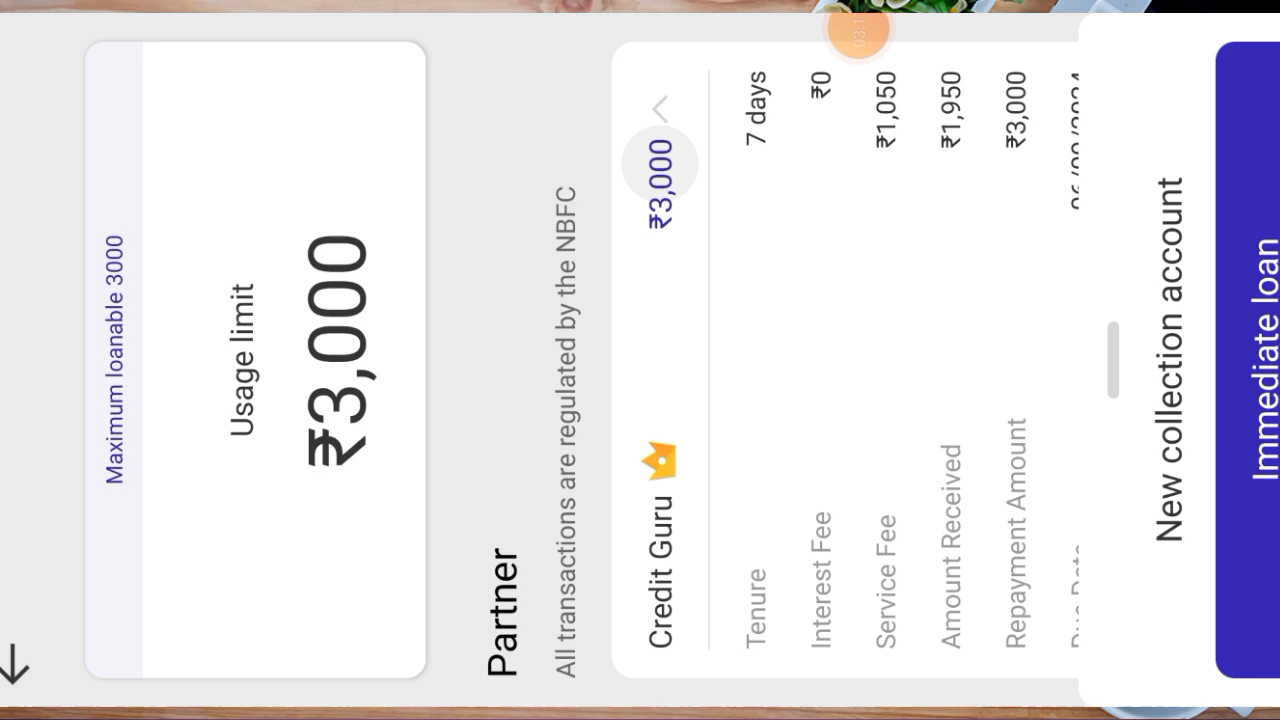 Maximum loanable 3000
Usage limit
₹3,000
Partner
All transactions are regulated by the NBFC
Credit Guru ₹3,000
Tenure 7 days
Interest Fee ₹0
Service Fee ₹1,050
Amount Received ₹1,950
Repayment Amount ₹3,000
New collection account
Immediate loan